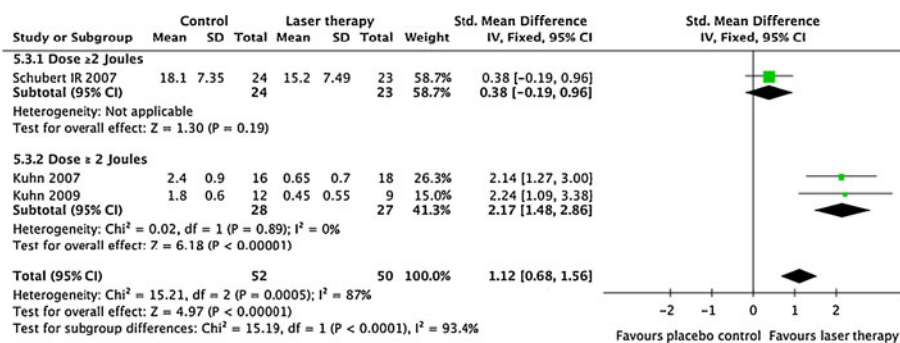 Control Laser therapy Std. Mean Difference Std. Mean Difference
Study or Subgroup Mean SD Total Mean SD Total Weight IV, Fixed, 95% CI IV, Fixed, 95% CI
5.3.1 Dose ≥2 Joules
Schubert IR 2007 18.1 7.35 24 15.2 7.49 23 58.7% 0.38 [-0.19, 0.96]
Subtotal (95% CI) 24 23 58.7% 0.38 [-0.19, 0.96]
Heterogeneity: Not applicable
Test for overall effect: Z = 1.30 (P = 0.19)
5.3.2 Dose ≥ 2 Joules
Kuhn 2007 2.4 0.9 16 0.65 0.7 18 26.3% 2.14 [1.27, 3.00]
Kuhn 2009 1.8 0.6 12 0.45 0.55 9 15.0% 2.24 [1.09, 3.38]
Subtotal (95% CI) 28 27 41.3% 2.17 [1.48, 2.86]
Heterogeneity: Chi² = 0.02, df = 1 (P = 0.89); I² = 0%
Test for overall effect: Z = 6.18 (P < 0.00001)
Total (95% CI) 52 50 100.0% 1.12 [0.68, 1.56]
Heterogeneity: Chi² = 15.21, df = 2 (P = 0.0005); I² = 87%
Test for overall effect: Z = 4.97 (P < 0.00001)
Test for subgroup differences: Chi² = 15.19, df = 1 (P < 0.0001), I² = 93.4%
-2 -1 0 1 2
Favours placebo control Favours laser therapy